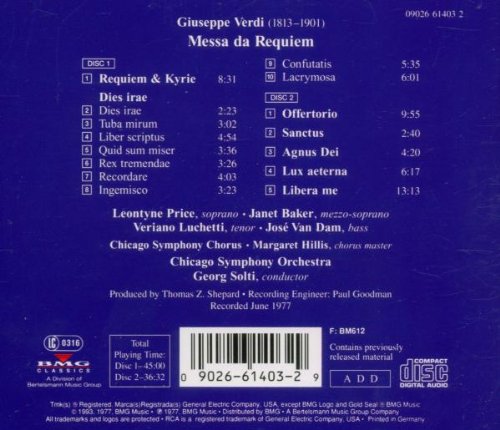 Giuseppe Verdi (1813–1901)
09026 61403 2
Messa da Requiem
DISC 1
1 Requiem & Kyrie 8:31
Dies irae
2 Dies irae 2:23
3 Tuba mirum 3:02
4 Liber scriptus 4:54
5 Quid sum miser 3:36
6 Rex tremendae 3:26
7 Recordare 4:03
8 Ingemisco 3:23
9 Confutatis 5:35
10 Lacrymosa 6:01
DISC 2
1 Offertorio 9:55
2 Sanctus 2:40
3 Agnus Dei 4:20
4 Lux aeterna 6:17
5 Libera me 13:13
Leontyne Price, soprano · Janet Baker, mezzo-soprano
Veriano Luchetti, tenor · José Van Dam, bass
Chicago Symphony Chorus · Margaret Hillis, chorus master
Chicago Symphony Orchestra
Georg Solti, conductor
Produced by Thomas Z. Shepard · Recording Engineer: Paul Goodman
Recorded June 1977
LC 0316
BMG
CLASSICS
A Division of
Bertelsmann Music Group
Total
Playing Time:
Disc 1–45:00
Disc 2–36:32
0 09026-61403-2 9
F: BM612
Contains previously
released material
A D D
COMPACT
disc
DIGITAL AUDIO
Tmk(s) ® Registered. Marca(s) Registrada(s) General Electric Company, USA, except BMG Logo and Gold Seal ® BMG Music
© 1993, 1977, BMG Music • ℗ 1977, BMG Music • Distributed by BMG • A Bertelsmann Music Group Company.
All trademarks and logos are protected • RCA is a registered trademark of General Electric Company, USA • Printed in Germany